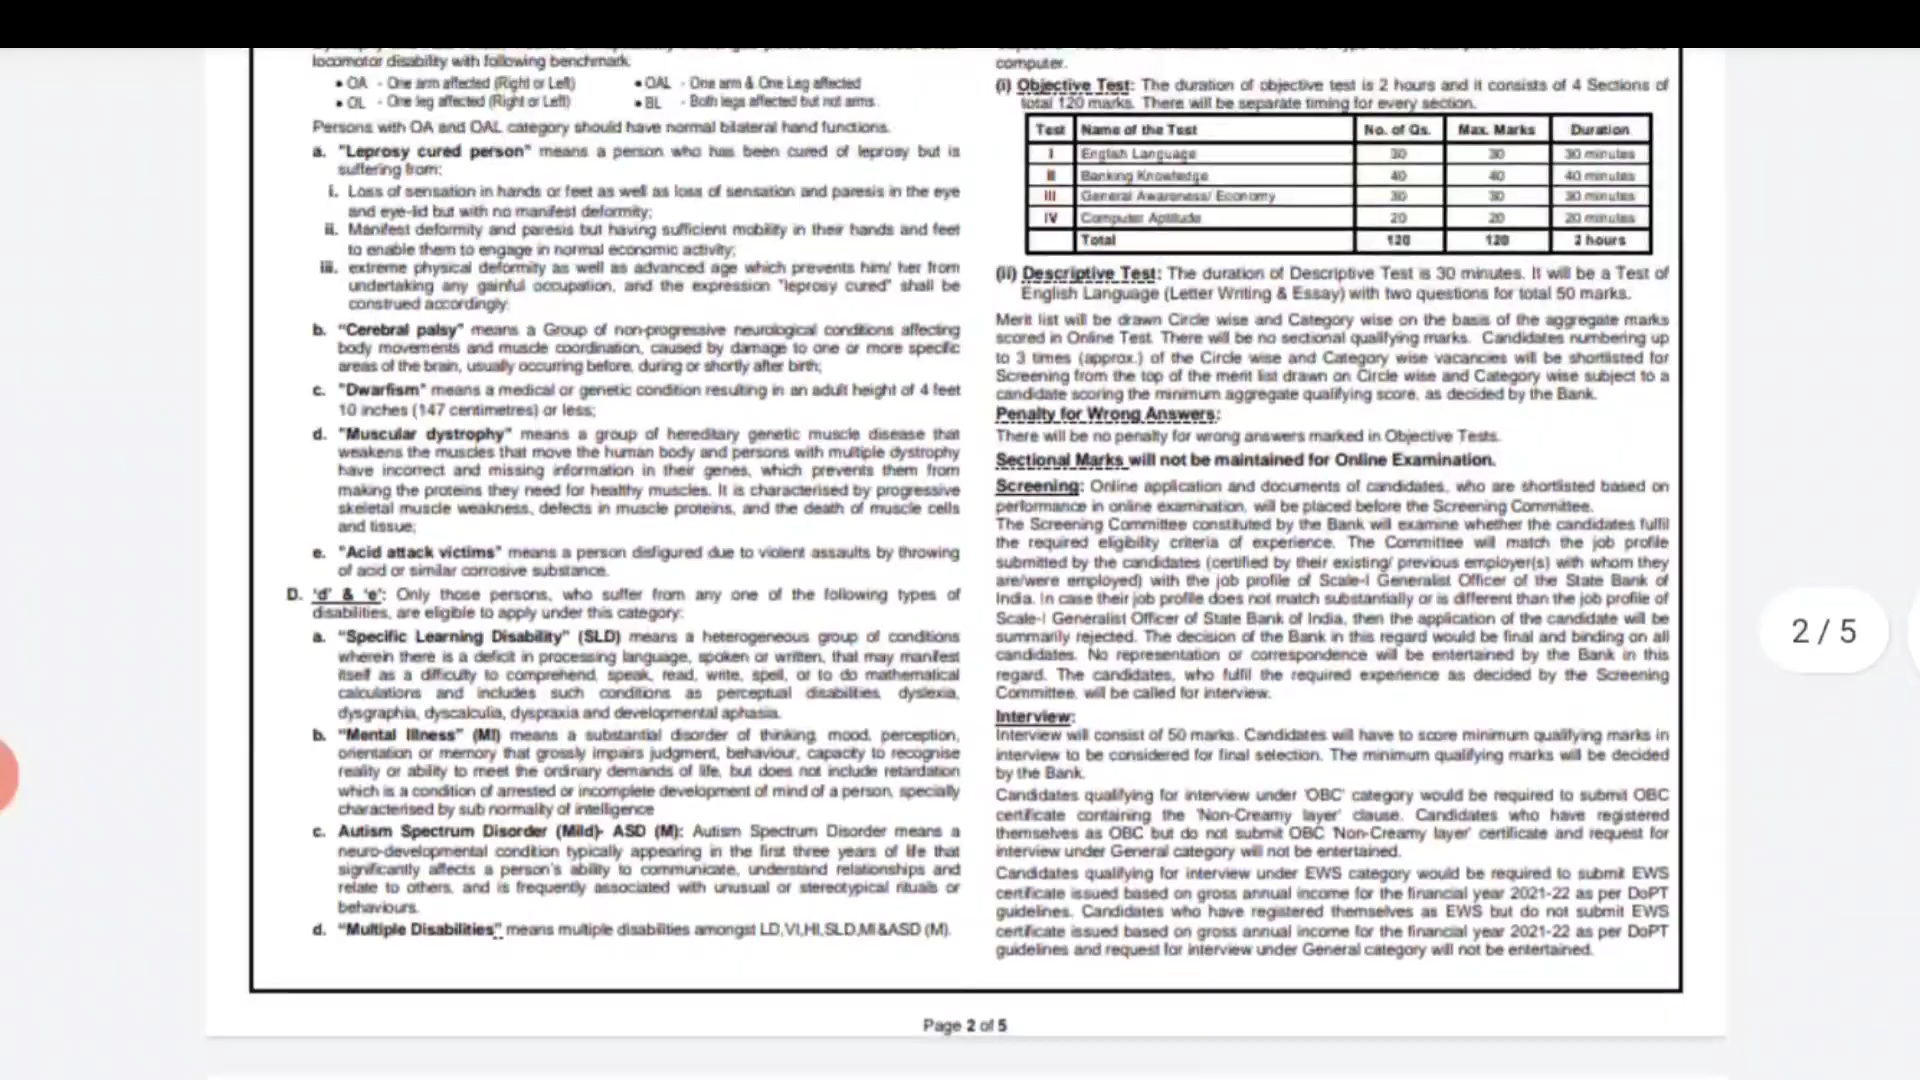 locomotor disability with following benchmark:
• OA - One arm affected (Right or Left)
• OAL - One arm & One Leg affected
• OL - One leg affected (Right or Left)
• BL - Both legs affected but not arms.
Persons with OA and OAL category should have normal bilateral hand functions.
a. "Leprosy cured person" means a person who has been cured of leprosy but is
suffering from:
i. Loss of sensation in hands or feet as well as loss of sensation and paresis in the eye
and eye-lid but with no manifest deformity;
ii. Manifest deformity and paresis but having sufficient mobility in their hands and feet
to enable them to engage in normal economic activity;
iii. extreme physical deformity as well as advanced age which prevents him/ her from
undertaking any gainful occupation, and the expression "leprosy cured" shall be
construed accordingly;
b. "Cerebral palsy" means a Group of non-progressive neurological conditions affecting
body movements and muscle coordination, caused by damage to one or more specific
areas of the brain, usually occurring before, during or shortly after birth;
c. "Dwarfism" means a medical or genetic condition resulting in an adult height of 4 feet
10 inches (147 centimetres) or less;
d. "Muscular dystrophy" means a group of hereditary genetic muscle disease that
weakens the muscles that move the human body and persons with multiple dystrophy
have incorrect and missing information in their genes, which prevents them from
making the proteins they need for healthy muscles. It is characterised by progressive
skeletal muscle weakness, defects in muscle proteins, and the death of muscle cells
and tissue;
e. "Acid attack victims" means a person disfigured due to violent assaults by throwing
of acid or similar corrosive substance.
D. 'd' & 'e': Only those persons, who suffer from any one of the following types of
disabilities, are eligible to apply under this category:
a. "Specific Learning Disability" (SLD) means a heterogeneous group of conditions
wherein there is a deficit in processing language, spoken or written, that may manifest
itself as a difficulty to comprehend, speak, read, write, spell, or to do mathematical
calculations and includes such conditions as perceptual disabilities, dyslexia,
dysgraphia, dyscalculia, dyspraxia and developmental aphasia.
b. "Mental Illness" (MI) means a substantial disorder of thinking, mood, perception,
orientation or memory that grossly impairs judgment, behaviour, capacity to recognise
reality or ability to meet the ordinary demands of life, but does not include retardation
which is a condition of arrested or incomplete development of mind of a person, specially
characterised by sub normality of intelligence
c. Autism Spectrum Disorder (Mild)- ASD (M): Autism Spectrum Disorder means a
neuro-developmental condition typically appearing in the first three years of life that
significantly affects a person's ability to communicate, understand relationships and
relate to others, and is frequently associated with unusual or stereotypical rituals or
behaviours.
d. "Multiple Disabilities" means multiple disabilities amongst LD,VI,HI,SLD,MI&ASD (M).
computer.
(i) Objective Test: The duration of objective test is 2 hours and it consists of 4 Sections of
total 120 marks. There will be separate timing for every section.
Test Name of the Test No. of Qs. Max. Marks Duration
I English Language 30 30 30 minutes
II Banking Knowledge 40 40 40 minutes
III General Awareness/ Economy 30 30 30 minutes
IV Computer Aptitude 20 20 20 minutes
Total 120 120 2 hours
(ii) Descriptive Test: The duration of Descriptive Test is 30 minutes. It will be a Test of
English Language (Letter Writing & Essay) with two questions for total 50 marks.
Merit list will be drawn Circle wise and Category wise on the basis of the aggregate marks
scored in Online Test. There will be no sectional qualifying marks. Candidates numbering up
to 3 times (approx.) of the Circle wise and Category wise vacancies will be shortlisted for
Screening from the top of the merit list drawn on Circle wise and Category wise subject to a
candidate scoring the minimum aggregate qualifying score, as decided by the Bank.
Penalty for Wrong Answers:
There will be no penalty for wrong answers marked in Objective Tests.
Sectional Marks will not be maintained for Online Examination.
Screening: Online application and documents of candidates, who are shortlisted based on
performance in online examination, will be placed before the Screening Committee.
The Screening Committee constituted by the Bank will examine whether the candidates fulfil
the required eligibility criteria of experience. The Committee will match the job profile
submitted by the candidates (certified by their existing/ previous employer(s) with whom they
are/were employed) with the job profile of Scale-I Generalist Officer of the State Bank of
India. In case their job profile does not match substantially or is different than the job profile of
Scale-I Generalist Officer of State Bank of India, then the application of the candidate will be
summarily rejected. The decision of the Bank in this regard would be final and binding on all
candidates. No representation or correspondence will be entertained by the Bank in this
regard. The candidates, who fulfil the required experience as decided by the Screening
Committee, will be called for interview.
Interview:
Interview will consist of 50 marks. Candidates will have to score minimum qualifying marks in
interview to be considered for final selection. The minimum qualifying marks will be decided
by the Bank.
Candidates qualifying for interview under 'OBC' category would be required to submit OBC
certificate containing the 'Non-Creamy layer' clause. Candidates who have registered
themselves as OBC but do not submit OBC 'Non-Creamy layer' certificate and request for
interview under General category will not be entertained.
Candidates qualifying for interview under EWS category would be required to submit EWS
certificate issued based on gross annual income for the financial year 2021-22 as per DoPT
guidelines. Candidates who have registered themselves as EWS but do not submit EWS
certificate issued based on gross annual income for the financial year 2021-22 as per DoPT
guidelines and request for interview under General category will not be entertained.
2 / 5
Page 2 of 5